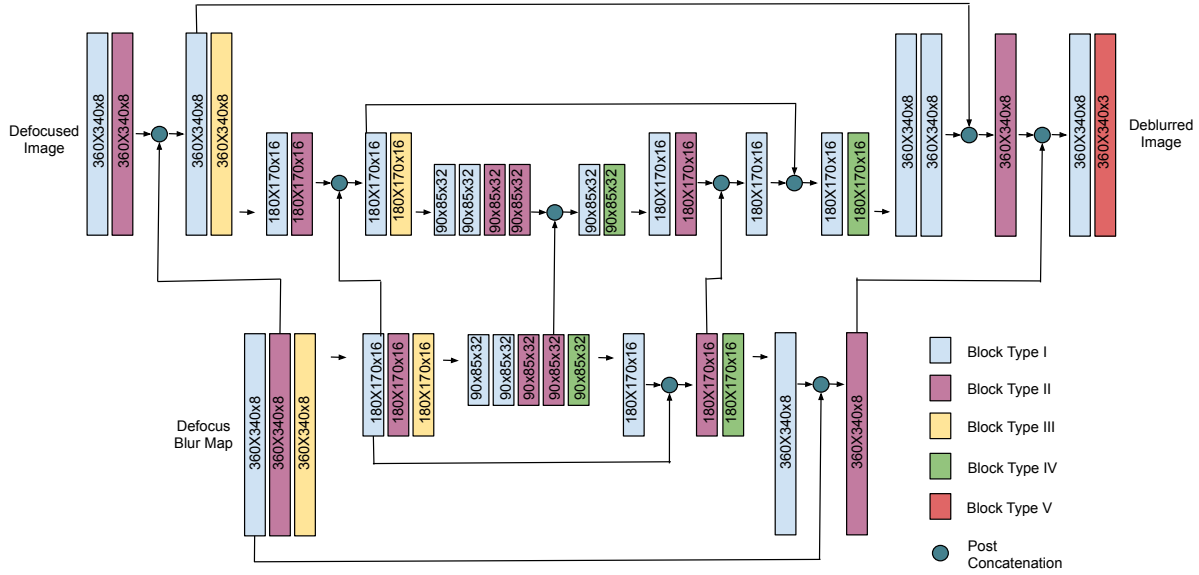 Defocused
Image
360X340x8
360X340x8
360X340x8
360X340x8
180X170x16
180X170x16
180X170x16
180X170x16
90x85x32
90x85x32
90x85x32
90x85x32
90x85x32
90x85x32
180X170x16
180X170x16
180X170x16
180X170x16
180X170x16
360X340x8
360X340x8
360X340x8
360X340x8
360X340x3
Deblurred
Image
Defocus
Blur Map
360X340x8
360X340x8
360X340x8
180X170x16
180X170x16
180X170x16
90x85x32
90x85x32
90x85x32
90x85x32
90x85x32
180X170x16
180X170x16
180X170x16
360X340x8
360X340x8
Block Type I
Block Type II
Block Type III
Block Type IV
Block Type V
Post
Concatenation